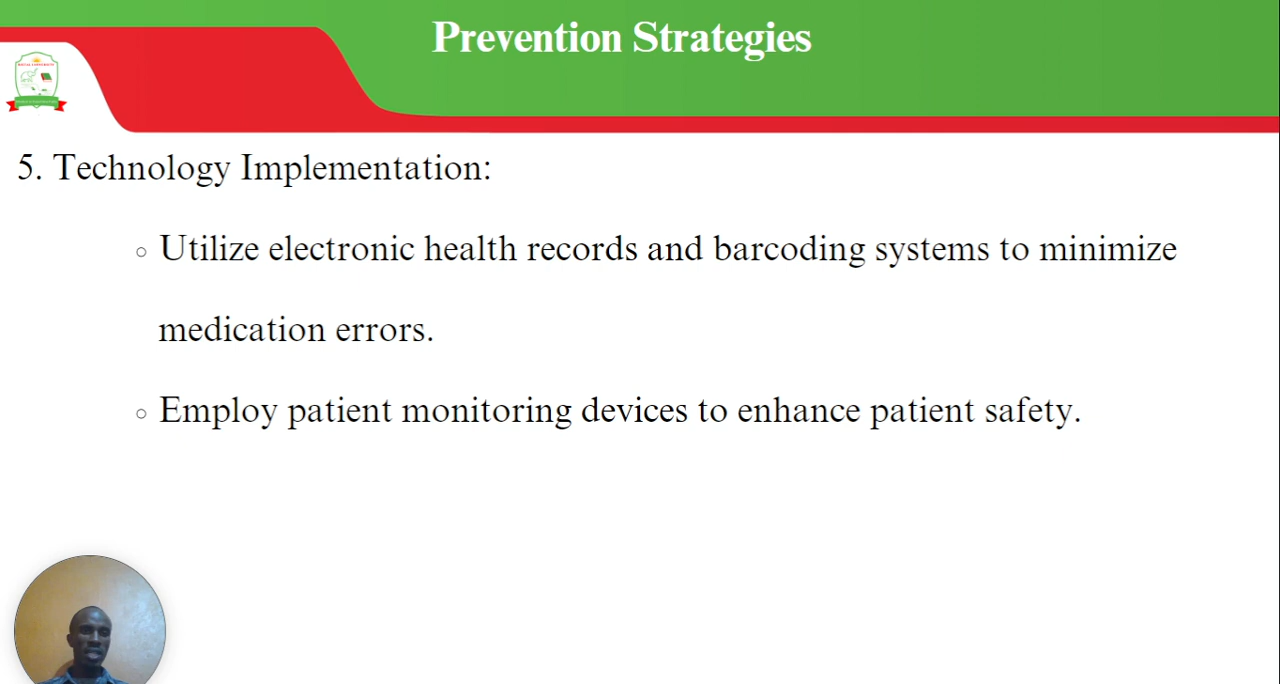 Prevention Strategies
5. Technology Implementation:
Utilize electronic health records and barcoding systems to minimize
medication errors.
Employ patient monitoring devices to enhance patient safety.